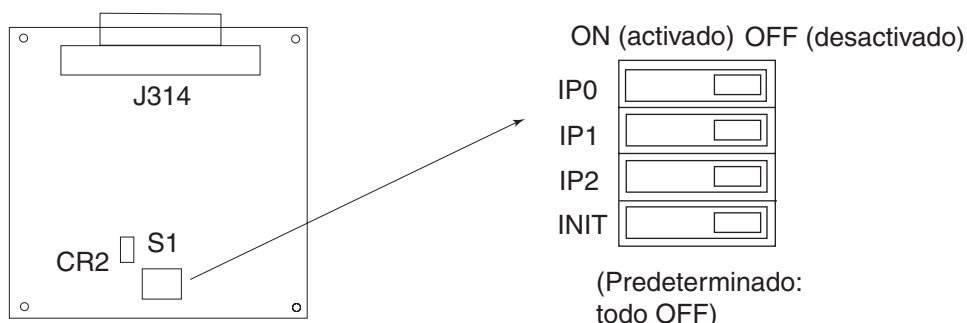 J314
S1
CR2
ON (activado) OFF (desactivado)
IP0
IP1
IP2
INIT
(Predeterminado:
todo OFF)